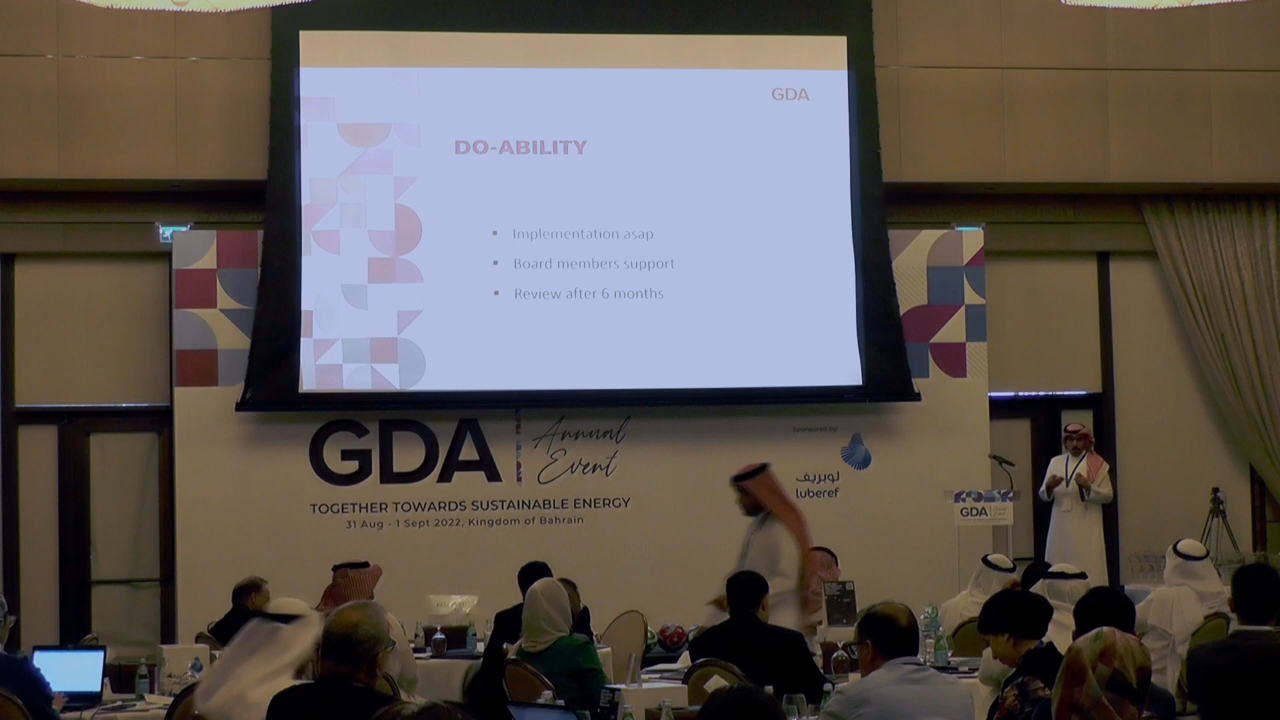 GDA
DO-ABILITY
Implementation asap
Board members support
Review after 6 months
GDA
Annual
Event
TOGETHER TOWARDS SUSTAINABLE ENERGY
31 Aug - 1 Sept 2022, Kingdom of Bahrain
Sponsored by
لوبريف
luberef
GDA